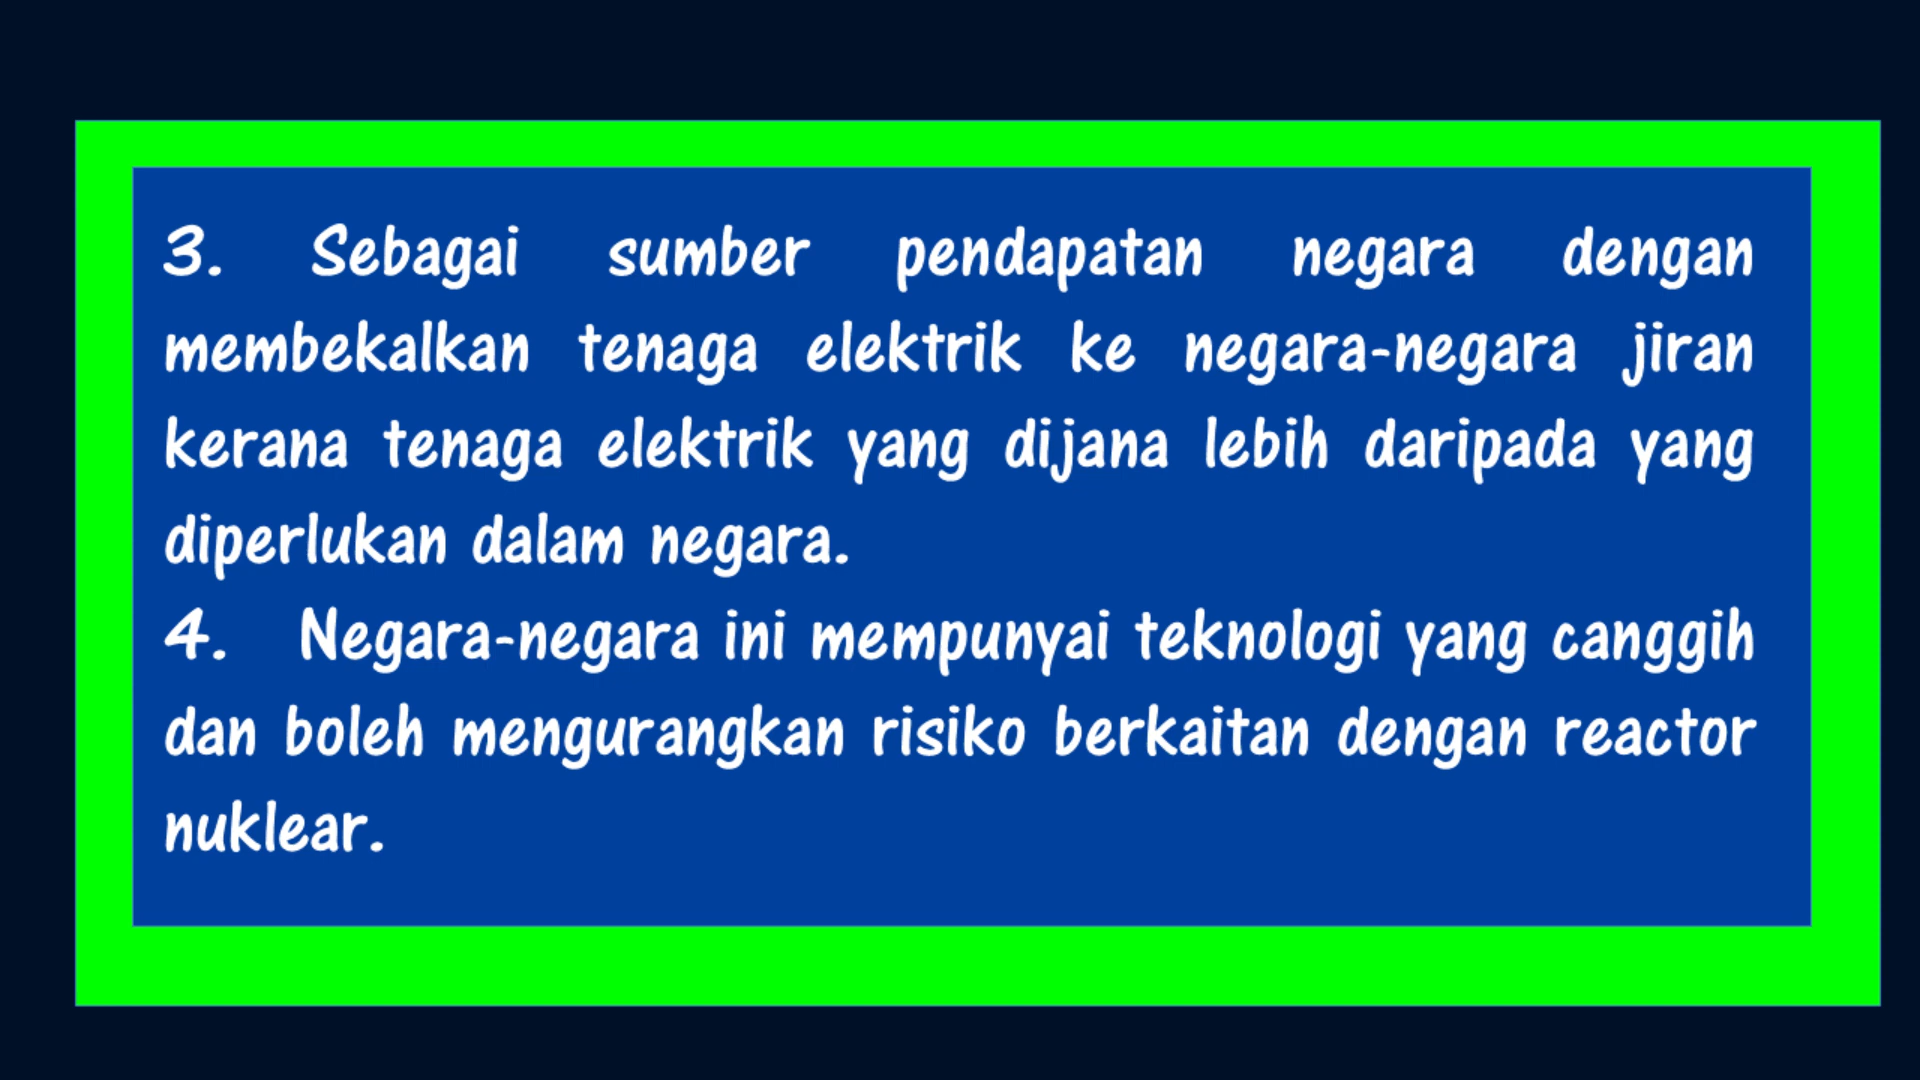 3. Sebagai sumber pendapatan negara dengan
membekalkan tenaga elektrik ke negara-negara jiran
kerana tenaga elektrik yang dijana lebih daripada yang
diperlukan dalam negara.
4. Negara-negara ini mempunyai teknologi yang canggih
dan boleh mengurangkan risiko berkaitan dengan reactor
nuklear.